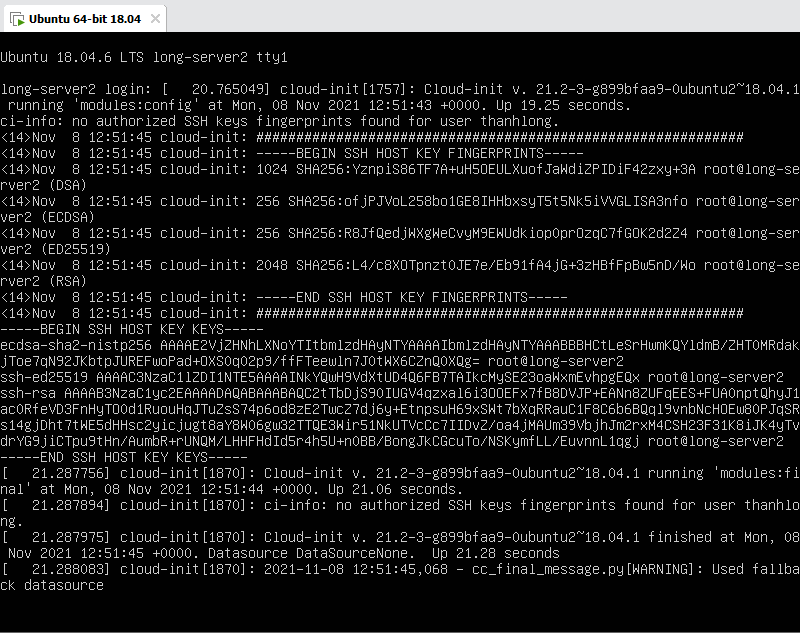 Ubuntu 64-bit 18.04
Ubuntu 18.04.6 LTS long-server2 tty1
long-server2 login: [   20.765049] cloud-init[1757]: Cloud-init v. 21.2-3-g899bfaa9-0ubuntu2~18.04.1
 running 'modules:config' at Mon, 08 Nov 2021 12:51:43 +0000. Up 19.25 seconds.
ci-info: no authorized SSH keys fingerprints found for user thanhlong.
<14>Nov  8 12:51:45 cloud-init: #############################################################
<14>Nov  8 12:51:45 cloud-init: -----BEGIN SSH HOST KEY FINGERPRINTS-----
<14>Nov  8 12:51:45 cloud-init: 1024 SHA256:YznpiS86TF7A+uH5OEULXuofJaWdiZPIDiF42zxy+3A root@long-se
rver2 (DSA)
<14>Nov  8 12:51:45 cloud-init: 256 SHA256:ofjPJVoL258bo1GE8IHHbxsyT5t5Nk5iVVGLISA3nfo root@long-ser
ver2 (ECDSA)
<14>Nov  8 12:51:45 cloud-init: 256 SHA256:R8JfQedjWXgWeCvyM9EWUdkiop0prOzqC7fGOK2d2Z4 root@long-ser
ver2 (ED25519)
<14>Nov  8 12:51:45 cloud-init: 2048 SHA256:L4/c8XOTpnzt0JE7e/Eb91fA4jG+3zHBfFpBw5nD/Wo root@long-se
rver2 (RSA)
<14>Nov  8 12:51:45 cloud-init: -----END SSH HOST KEY FINGERPRINTS-----
<14>Nov  8 12:51:45 cloud-init: #############################################################
-----BEGIN SSH HOST KEY KEYS-----
ecdsa-sha2-nistp256 AAAAE2VjZHNhLXNoYTItbmlzdHAyNTYAAAAIbmlzdHAyNTYAAABBBHCtLeSrHwmKQYldmB/ZHT0MRdak
jToe7qN92JKbtpJUREFwoPad+OXS0q02p9/ffFTeewln7J0tWX6CZnQ0XQg= root@long-server2
ssh-ed25519 AAAAC3NzaC1lZDI1NTE5AAAAINkYQwH9VdXtUD4Q6FB7TAIkcMySE23oaWxmEvhpgEQx root@long-server2
ssh-rsa AAAAB3NzaC1yc2EAAAADAQABAAABAQC2tTbDjS90IUGV4qzxal6i3OOEFx7fB8DVJP+EANn8ZUFqEES+FUAOnptQhyJ1
ac0RfeVD3FnHyTO0d1RuouHqJTuZsS74p6od8zE2TwcZ7dj6y+EtnpsuH69xSWt7bXqRRauC1F8C6b6BQql9vnbNcHOEw80PJqSR
s14gjDht7tWE5dHHsc2yicjugt8aY8W06gw32TTQE3Wir51NkUTVcCc7IIDvZ/oa4jMAUm39VbjhJm2rxM4CSH23F31K8iJK4yTv
drYG9jiCTpu9tHn/AumbR+rUNQM/LHHFHdId5r4h5U+n0BB/BongJkCGcuTo/NSKymfLL/EuvnnL1qgj root@long-server2
-----END SSH HOST KEY KEYS-----
[   21.287756] cloud-init[1870]: Cloud-init v. 21.2-3-g899bfaa9-0ubuntu2~18.04.1 running 'modules:fi
nal' at Mon, 08 Nov 2021 12:51:44 +0000. Up 21.06 seconds.
[   21.287894] cloud-init[1870]: ci-info: no authorized SSH keys fingerprints found for user thanhlo
ng.
[   21.287975] cloud-init[1870]: Cloud-init v. 21.2-3-g899bfaa9-0ubuntu2~18.04.1 finished at Mon, 08
 Nov 2021 12:51:45 +0000. Datasource DataSourceNone.  Up 21.28 seconds
[   21.288083] cloud-init[1870]: 2021-11-08 12:51:45,068 - cc_final_message.py[WARNING]: Used fallba
ck datasource